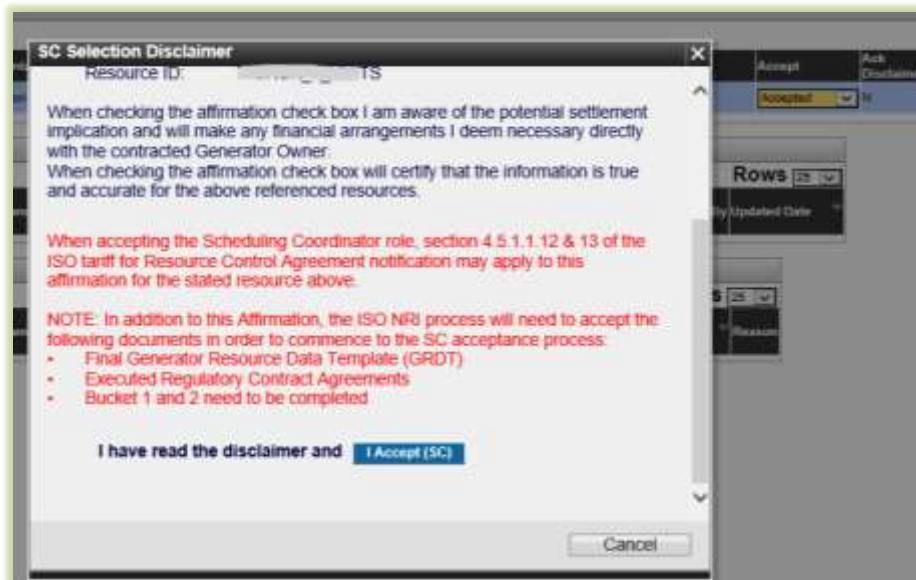 SC Selection Disclaimer
Accept
Ack
Disclaimer
Resource ID: TS
Accepted
N
When checking the affirmation check box I am aware of the potential settlement
implication and will make any financial arrangements I deem necessary directly
with the contracted Generator Owner.
When checking the affirmation check box will certify that the information is true
and accurate for the above referenced resources.
Rows 25
Updated Date
When accepting the Scheduling Coordinator role, section 4.5.1.1.12 & 13 of the
ISO tariff for Resource Control Agreement notification may apply to this
affirmation for the stated resource above.
25
Reason
NOTE: In addition to this Affirmation, the ISO NRI process will need to accept the
following documents in order to commence to the SC acceptance process:
• Final Generator Resource Data Template (GRDT)
• Executed Regulatory Contract Agreements
• Bucket 1 and 2 need to be completed
I have read the disclaimer and I Accept (SC)
Cancel